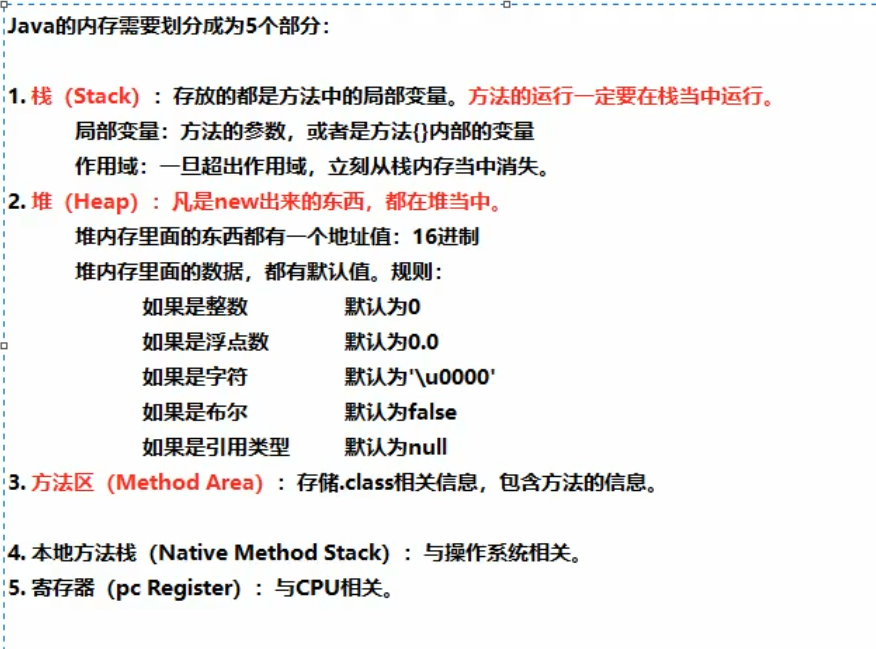 Java的内存需要划分成为5个部分：
1. 栈（Stack）：存放的都是方法中的局部变量。方法的运行一定要在栈当中运行。
局部变量：方法的参数，或者是方法{}内部的变量
作用域：一旦超出作用域，立刻从栈内存当中消失。
2. 堆（Heap）：凡是new出来的东西，都在堆当中。
堆内存里面的东西都有一个地址值：16进制
堆内存里面的数据，都有默认值。规则：
如果是整数 默认为0
如果是浮点数 默认为0.0
如果是字符 默认为'\u0000'
如果是布尔 默认为false
如果是引用类型 默认为null
3. 方法区（Method Area）：存储.class相关信息，包含方法的信息。
4. 本地方法栈（Native Method Stack）：与操作系统相关。
5. 寄存器（pc Register）：与CPU相关。